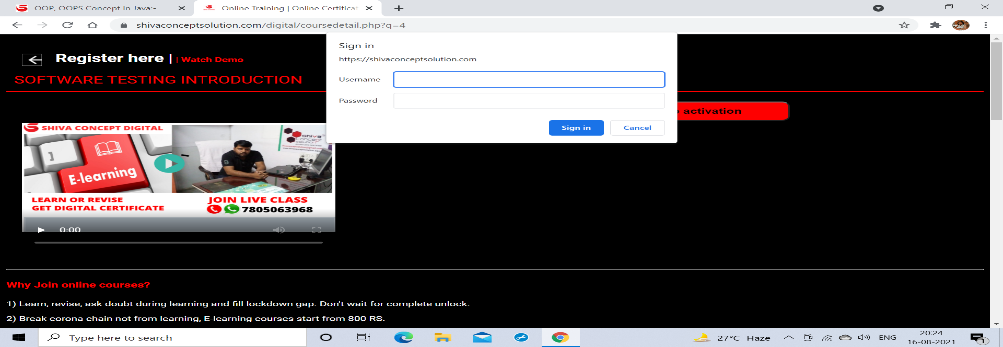 OOP, OOPS Concept in Java:-
Online Training | Online Certifica
shivaconceptsolution.com/digital/coursedetail.php?q=4
Sign in
https://shivaconceptsolution.com
Username
Password
Sign in
Cancel
Register here | | Watch Demo
SOFTWARE TESTING INTRODUCTION
activation
SHIVA CONCEPT DIGITAL
E-learning
LEARN OR REVISE
GET DIGITAL CERTIFICATE
JOIN LIVE CLASS
7805063968
0:00
Why Join online courses?
1) Learn, revise, ask doubt during learning and fill lockdown gap. Don't wait for complete unlock.
2) Break corona chain not from learning, E learning courses start from 800 RS.
Type here to search
27°C Haze
ENG
20:24
16-08-2021